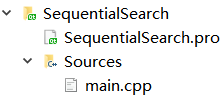 SequentialSearch
SequentialSearch.pro
Sources
main.cpp